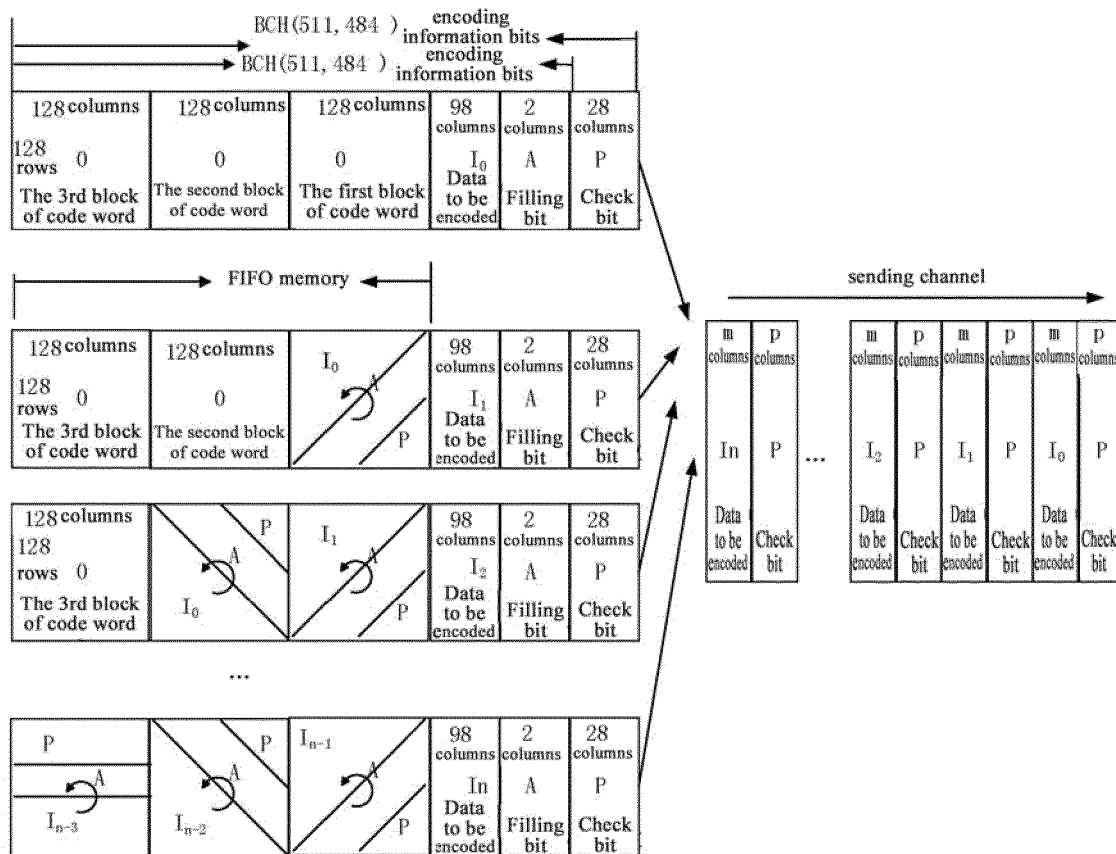 BCH(511,484 ) encoding
information bits
BCH(511,484 ) encoding
information bits
128 columns
128
rows 0
The 3rd block
of code word
128 columns
0
The second block
of code word
128 columns
0
The first block
of code word
98
columns
I0
Data
to be
encoded
2
columns
A
Filling
bit
28
columns
P
Check
bit
FIFO memory
128 columns
128
rows 0
The 3rd block
of code word
128 columns
0
The second block
of code word
I0
A
P
98
columns
I1
Data
to be
encoded
2
columns
A
Filling
bit
28
columns
P
Check
bit
128 columns
128
rows 0
The 3rd block
of code word
P
A
I0
I1
A
P
98
columns
I2
Data
to be
encoded
2
columns
A
Filling
bit
28
columns
P
Check
bit
...
P
A
In-3
P
A
In-2
In-1
A
P
98
columns
In
Data
to be
encoded
2
columns
A
Filling
bit
28
columns
P
Check
bit
sending channel
m
columns
In
Data
to be
encoded
p
columns
P
Check
bit
...
m
columns
I2
Data
to be
encoded
p
columns
P
Check
bit
m
columns
I1
Data
to be
encoded
p
columns
P
Check
bit
m
columns
I0
Data
to be
encoded
p
columns
P
Check
bit